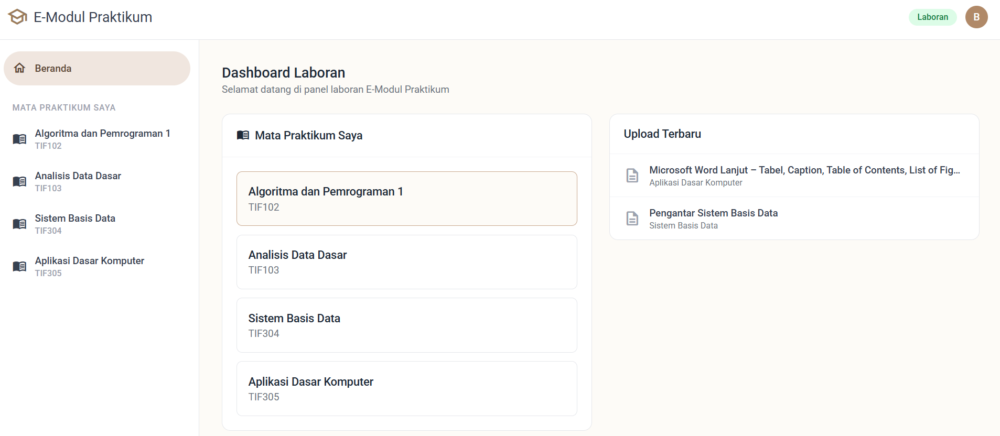 E-Modul Praktikum
Laboran
B
Beranda
MATA PRAKTIKUM SAYA
Algoritma dan Pemrograman 1
TIF102
Analisis Data Dasar
TIF103
Sistem Basis Data
TIF304
Aplikasi Dasar Komputer
TIF305
Dashboard Laboran
Selamat datang di panel laboran E-Modul Praktikum
Mata Praktikum Saya
Algoritma dan Pemrograman 1
TIF102
Analisis Data Dasar
TIF103
Sistem Basis Data
TIF304
Aplikasi Dasar Komputer
TIF305
Upload Terbaru
Microsoft Word Lanjut – Tabel, Caption, Table of Contents, List of Fig...
Aplikasi Dasar Komputer
Pengantar Sistem Basis Data
Sistem Basis Data